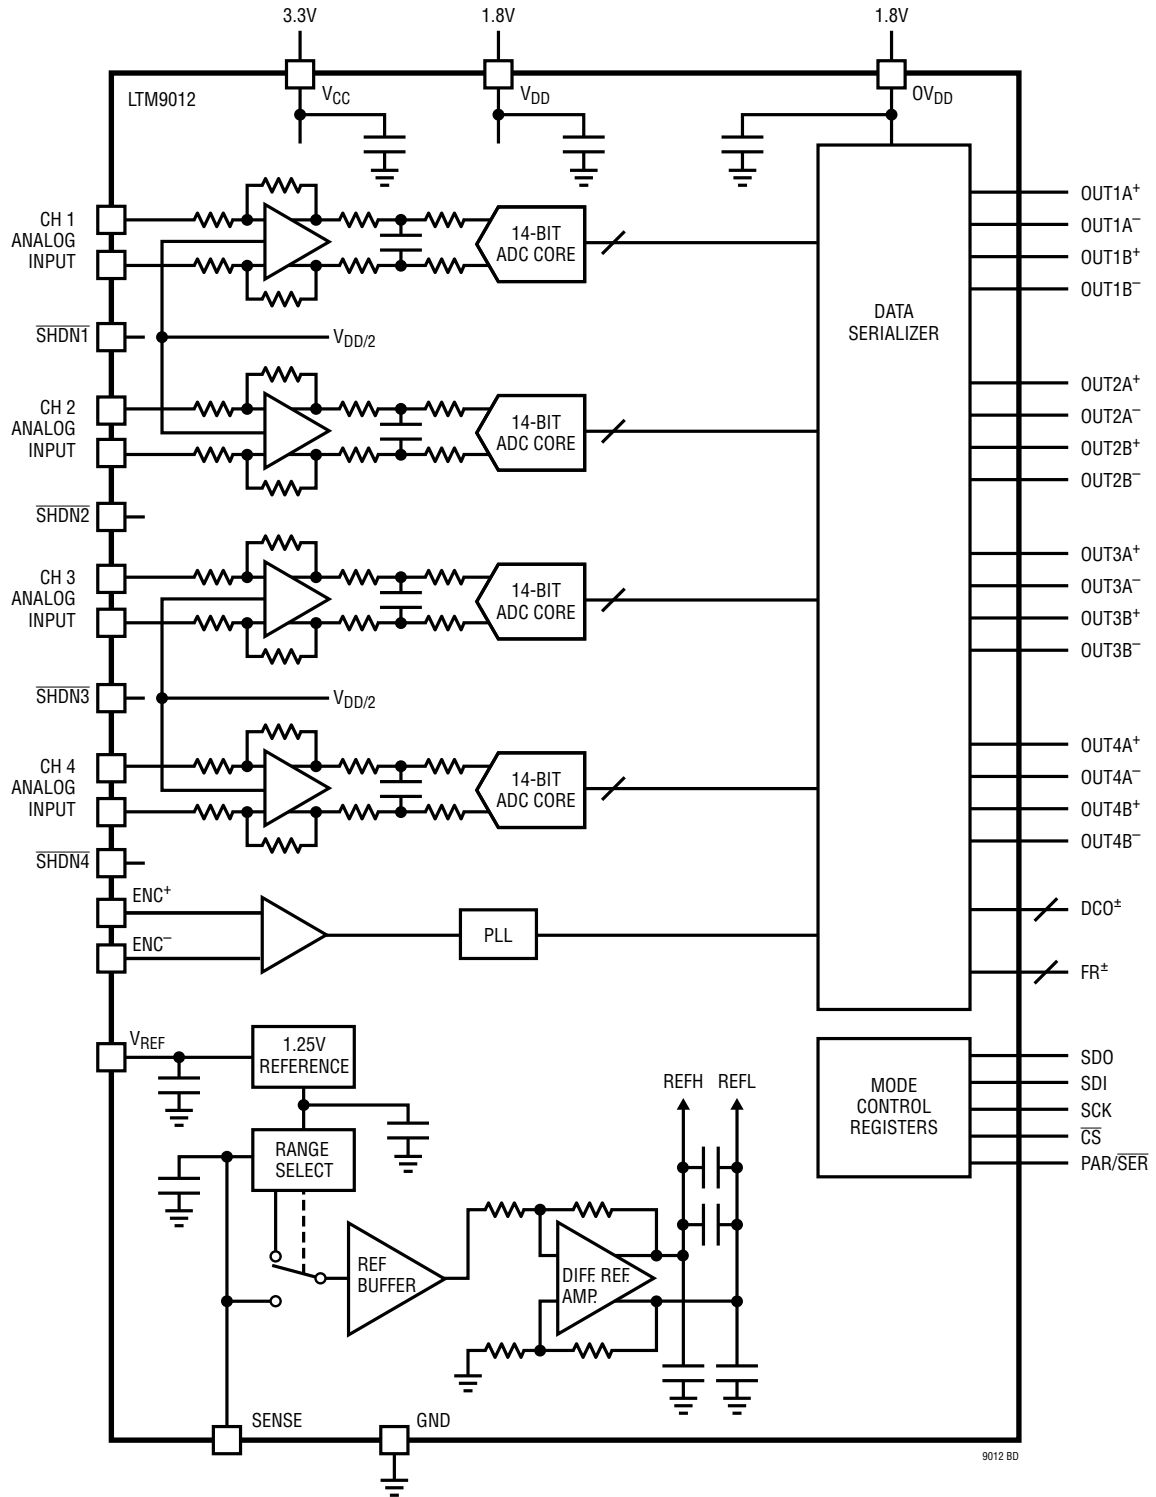 3.3V
1.8V
1.8V
LTM9012
VCC
VDD
OVDD
CH 1
ANALOG
INPUT
14-BIT
ADC CORE
DATA
SERIALIZER
OUT1A+
OUT1A–
OUT1B+
OUT1B–
SHDN1
VDD/2
CH 2
ANALOG
INPUT
14-BIT
ADC CORE
OUT2A+
OUT2A–
OUT2B+
OUT2B–
SHDN2
CH 3
ANALOG
INPUT
14-BIT
ADC CORE
OUT3A+
OUT3A–
OUT3B+
OUT3B–
SHDN3
VDD/2
CH 4
ANALOG
INPUT
14-BIT
ADC CORE
OUT4A+
OUT4A–
OUT4B+
OUT4B–
SHDN4
ENC+
ENC–
PLL
DCO±
FR±
VREF
1.25V
REFERENCE
RANGE
SELECT
REF
BUFFER
DIFF. REF.
AMP.
REFH
REFL
MODE
CONTROL
REGISTERS
SDO
SDI
SCK
CS
PAR/SER
SENSE
GND
9012 BD